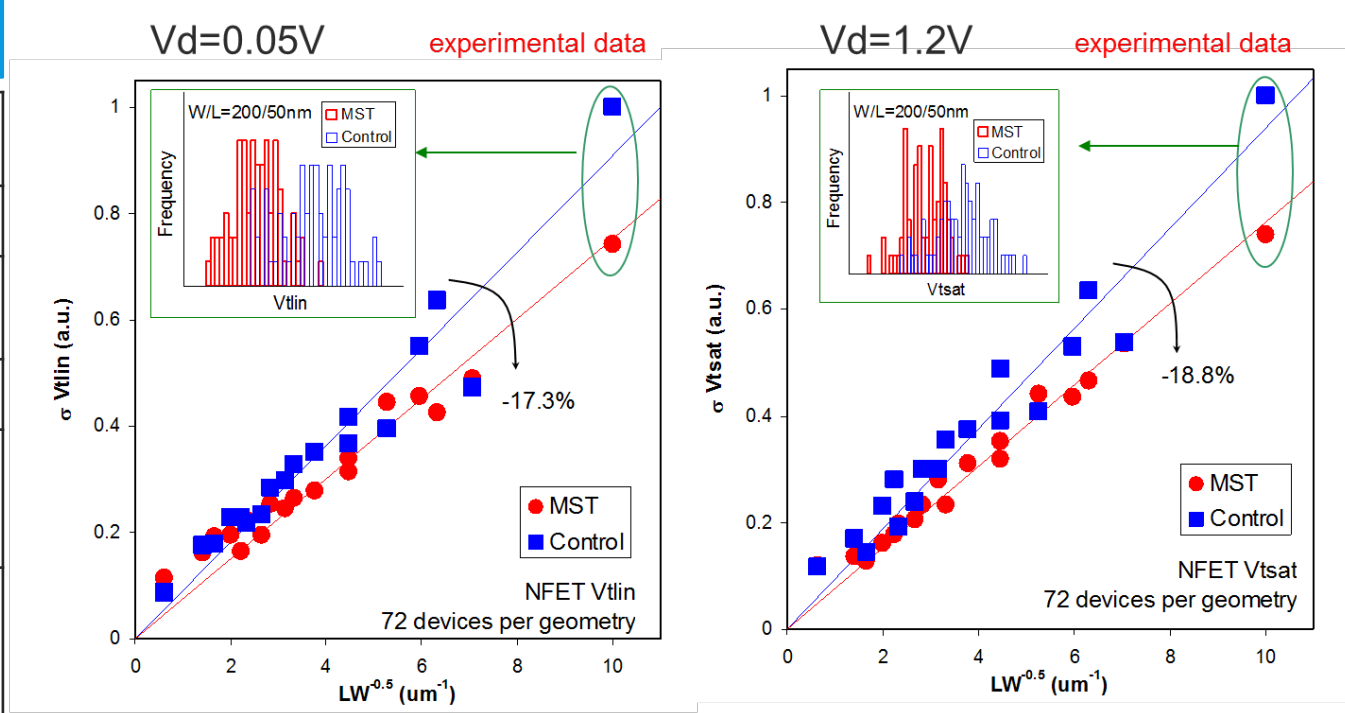 Vd=0.05V
experimental data
1
0.8
0.6
0.4
0.2
0
0
2
4
6
8
10
σ Vtlin (a.u.)
LW^-0.5 (um^-1)
W/L=200/50nm
MST
Control
Frequency
Vtlin
-17.3%
MST
Control
NFET Vtlin
72 devices per geometry
Vd=1.2V
experimental data
1
0.8
0.6
0.4
0.2
0
0
2
4
6
8
10
σ Vtsat (a.u.)
LW^-0.5 (um^-1)
W/L=200/50nm
MST
Control
Frequency
Vtsat
-18.8%
MST
Control
NFET Vtsat
72 devices per geometry